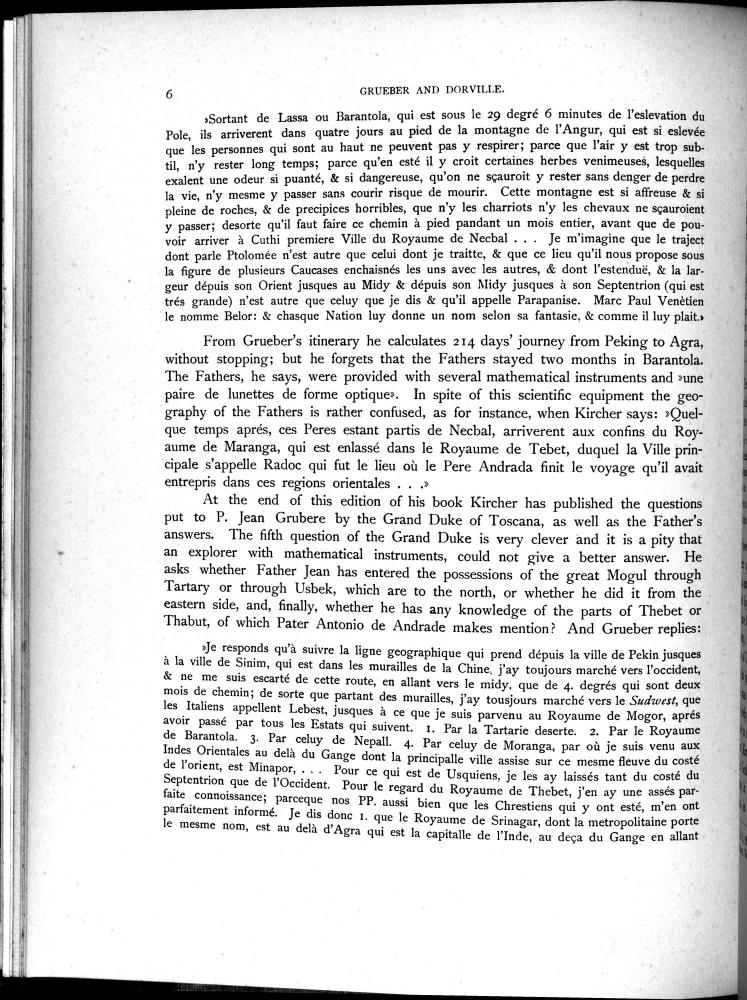 6
GRUEBER AND DORVILLE.
»Sortant de Lassa ou Barantola, qui est sous le 29 degré 6 minutes de l'eslevation du
Pole, ils arriverent dans quatre jours au pied de la montagne de l'Angur, qui est si eslevée
que les personnes qui sont au haut ne peuvent pas y respirer; parce que l'air y est trop sub-
til, n'y rester long temps; parce qu'en esté il y croit certaines herbes venimeuses, lesquelles
exalent une odeur si puanté, & si dangereuse, qu'on ne sçauroit y rester sans denger de perdre
la vie, n'y mesme y passer sans courir risque de mourir. Cette montagne est si affreuse & si
pleine de roches, & de precipices horribles, que n'y les charriots n'y les chevaux ne sçauroient
y passer; desorte qu'il faut faire ce chemin à pied pandant un mois entier, avant que de pou-
voir arriver à Cuthi premiere Ville du Royaume de Necbal . . . Je m'imagine que le traject
dont parle Ptolomée n'est autre que celui dont je traitte, & que ce lieu qu'il nous propose sous
la figure de plusieurs Caucases enchaisnés les uns avec les autres, & dont l'estenduë, & la lar-
geur dépuis son Orient jusques au Midy & dépuis son Midy jusques à son Septentrion (qui est
trés grande) n'est autre que celuy que je dis & qu'il appelle Parapanise. Marc Paul Venètien
le nomme Belor: & chasque Nation luy donne un nom selon sa fantasie, & comme il luy plait.»
From Grueber's itinerary he calculates 214 days' journey from Peking to Agra,
without stopping; but he forgets that the Fathers stayed two months in Barantola.
The Fathers, he says, were provided with several mathematical instruments and »une
paire de lunettes de forme optique». In spite of this scientific equipment the geo-
graphy of the Fathers is rather confused, as for instance, when Kircher says: »Quel-
que temps aprés, ces Peres estant partis de Necbal, arriverent aux confins du Roy-
aume de Maranga, qui est enlassé dans le Royaume de Tebet, duquel la Ville prin-
cipale s'appelle Radoc qui fut le lieu où le Pere Andrada finit le voyage qu'il avait
entrepris dans ces regions orientales . . .»
At the end of this edition of his book Kircher has published the questions
put to P. Jean Grubere by the Grand Duke of Toscana, as well as the Father's
answers. The fifth question of the Grand Duke is very clever and it is a pity that
an explorer with mathematical instruments, could not give a better answer. He
asks whether Father Jean has entered the possessions of the great Mogul through
Tartary or through Usbek, which are to the north, or whether he did it from the
eastern side, and, finally, whether he has any knowledge of the parts of Thebet or
Thabut, of which Pater Antonio de Andrade makes mention? And Grueber replies:
»Je responds qu'à suivre la ligne geographique qui prend dépuis la ville de Pekin jusques
à la ville de Sinim, qui est dans les murailles de la Chine, j'ay toujours marché vers l'occident,
& ne me suis escarté de cette route, en allant vers le midy, que de 4. degrés qui sont deux
mois de chemin; de sorte que partant des murailles, j'ay tousjours marché vers le Sudwest, que
les Italiens appellent Lebest, jusques à ce que je suis parvenu au Royaume de Mogor, aprés
avoir passé par tous les Estats qui suivent. 1. Par la Tartarie deserte. 2. Par le Royaume
de Barantola. 3. Par celuy de Nepall. 4. Par celuy de Moranga, par où je suis venu aux
Indes Orientales au delà du Gange dont la principalle ville assise sur ce mesme fleuve du costé
de l'orient, est Minapor, . . . Pour ce qui est de Usquiens, je les ay laissés tant du costé du
Septentrion que de l'Occident. Pour le regard du Royaume de Thebet, j'en ay une assés par-
faite connoissance; parceque nos PP. aussi bien que les Chrestiens qui y ont esté, m'en ont
parfaitement informé. Je dis donc 1. que le Royaume de Srinagar, dont la metropolitaine porte
le mesme nom, est au delà d'Agra qui est la capitalle de l'Inde, au deça du Gange en allant